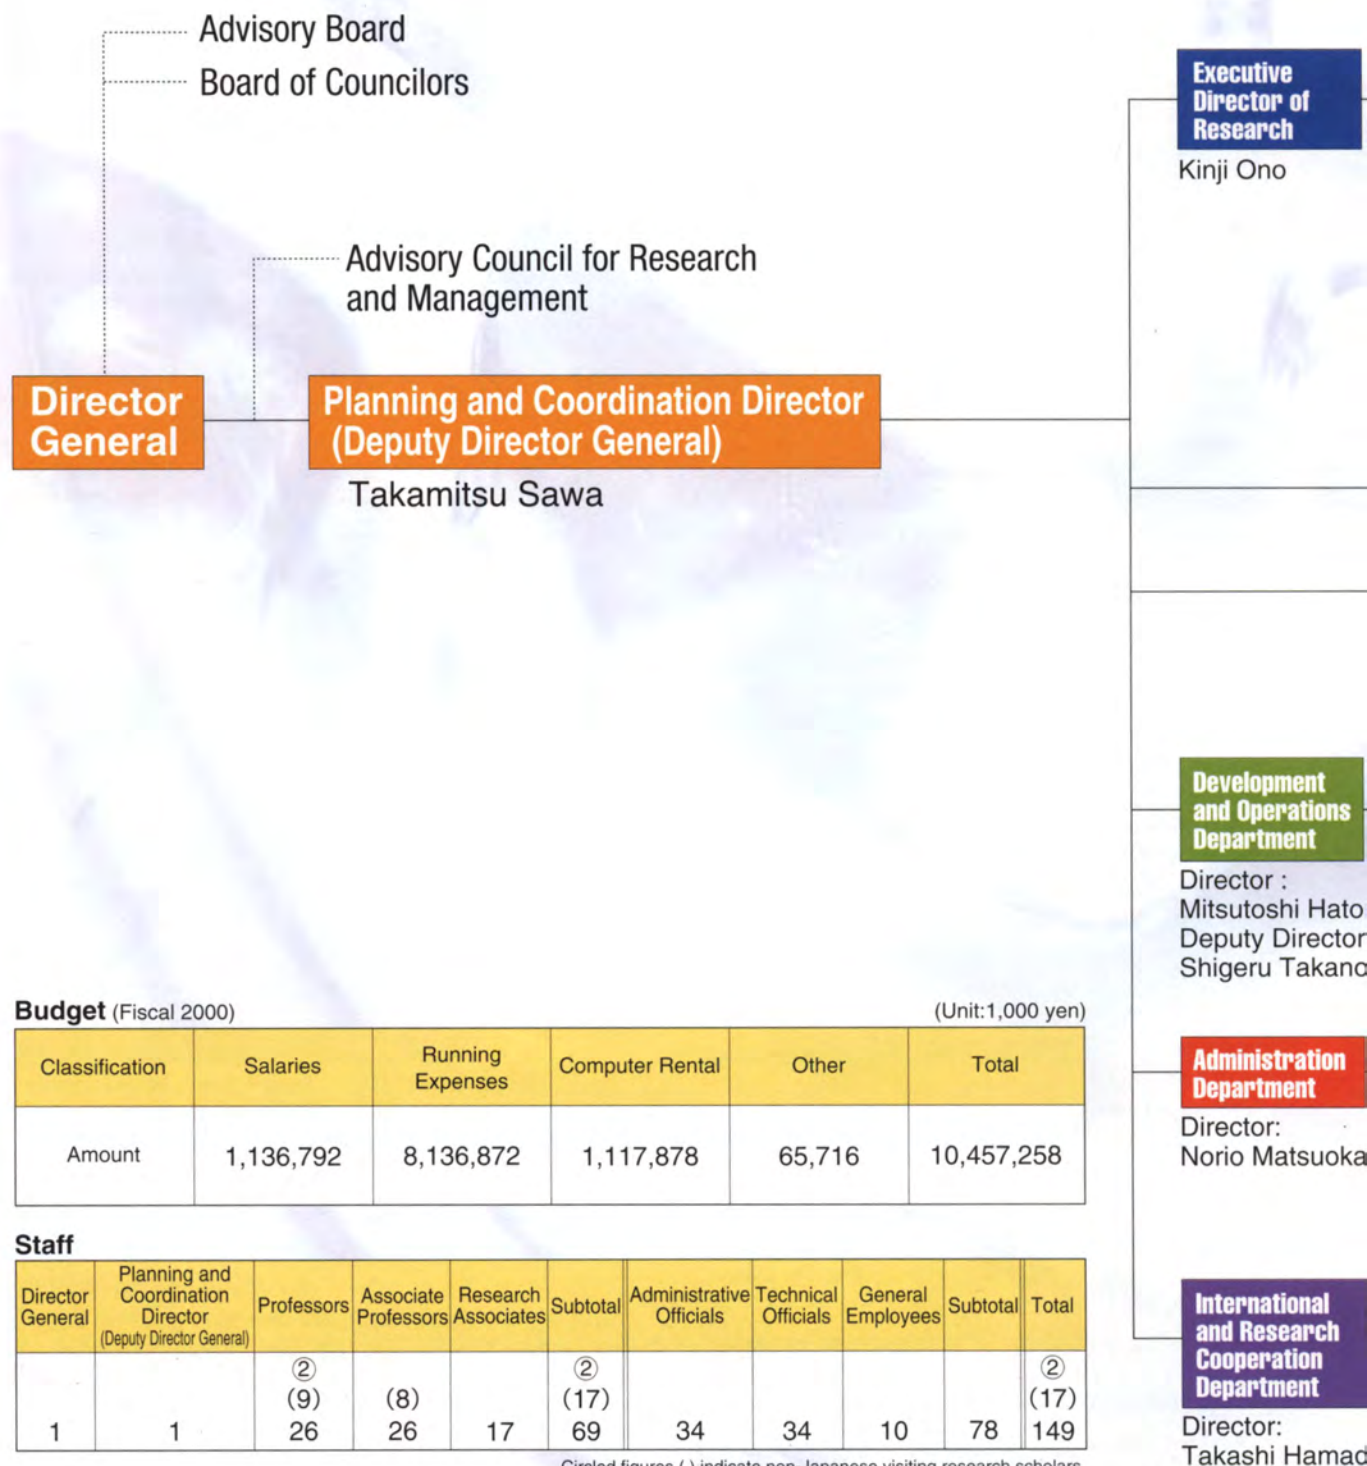 Advisory Board
Board of Councilors
Advisory Council for Research
and Management
Director
General
Planning and Coordination Director
(Deputy Director General)
Takamitsu Sawa
Executive
Director of
Research
Kinji Ono
Development
and Operations
Department
Director :
Mitsutoshi
Deputy Director
Shigeru
Administration
Department
Director:
Norio Matsuoka
International
and Research
Cooperation
Department
Director:
Takashi
Budget (Fiscal 2000) (Unit:1,000 yen)
Classification Salaries Running Expenses Computer Rental Other Total
Amount 1,136,792 8,136,872 1,117,878 65,716 10,457,258
Staff
Director General Planning and Coordination Director (Deputy Director General) Professors Associate Professors Research Associates Subtotal Administrative Officials Technical Officials General Employees Subtotal Total
② ② ②
(9) (8) (17) (17)
1 1 26 26 17 69 34 34 10 78 149